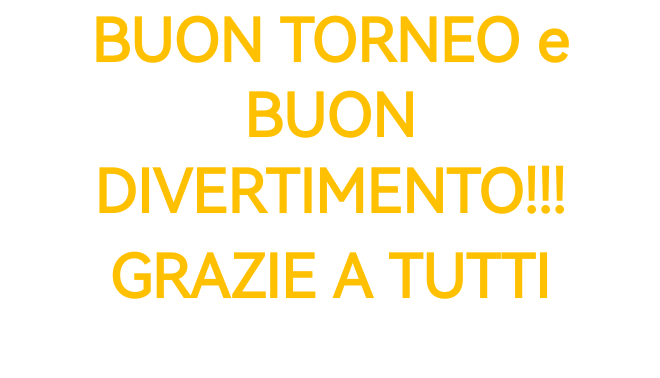 BUON TORNEO e
BUON
DIVERTIMENTO!!!
GRAZIE A TUTTI